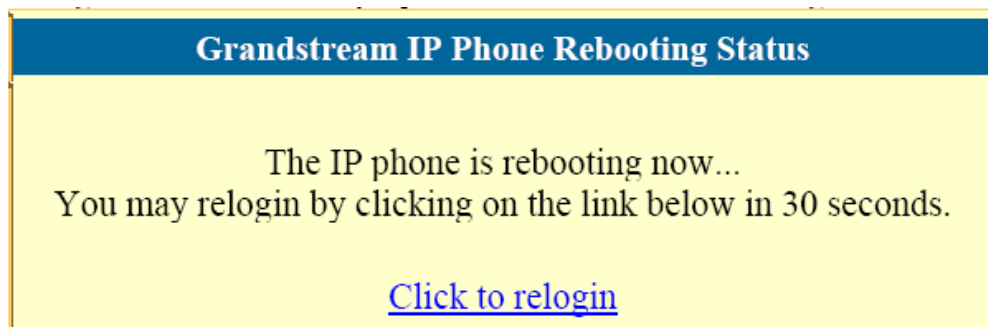 Grandstream IP Phone Rebooting Status
The IP phone is rebooting now...
You may relogin by clicking on the link below in 30 seconds.
Click to relogin